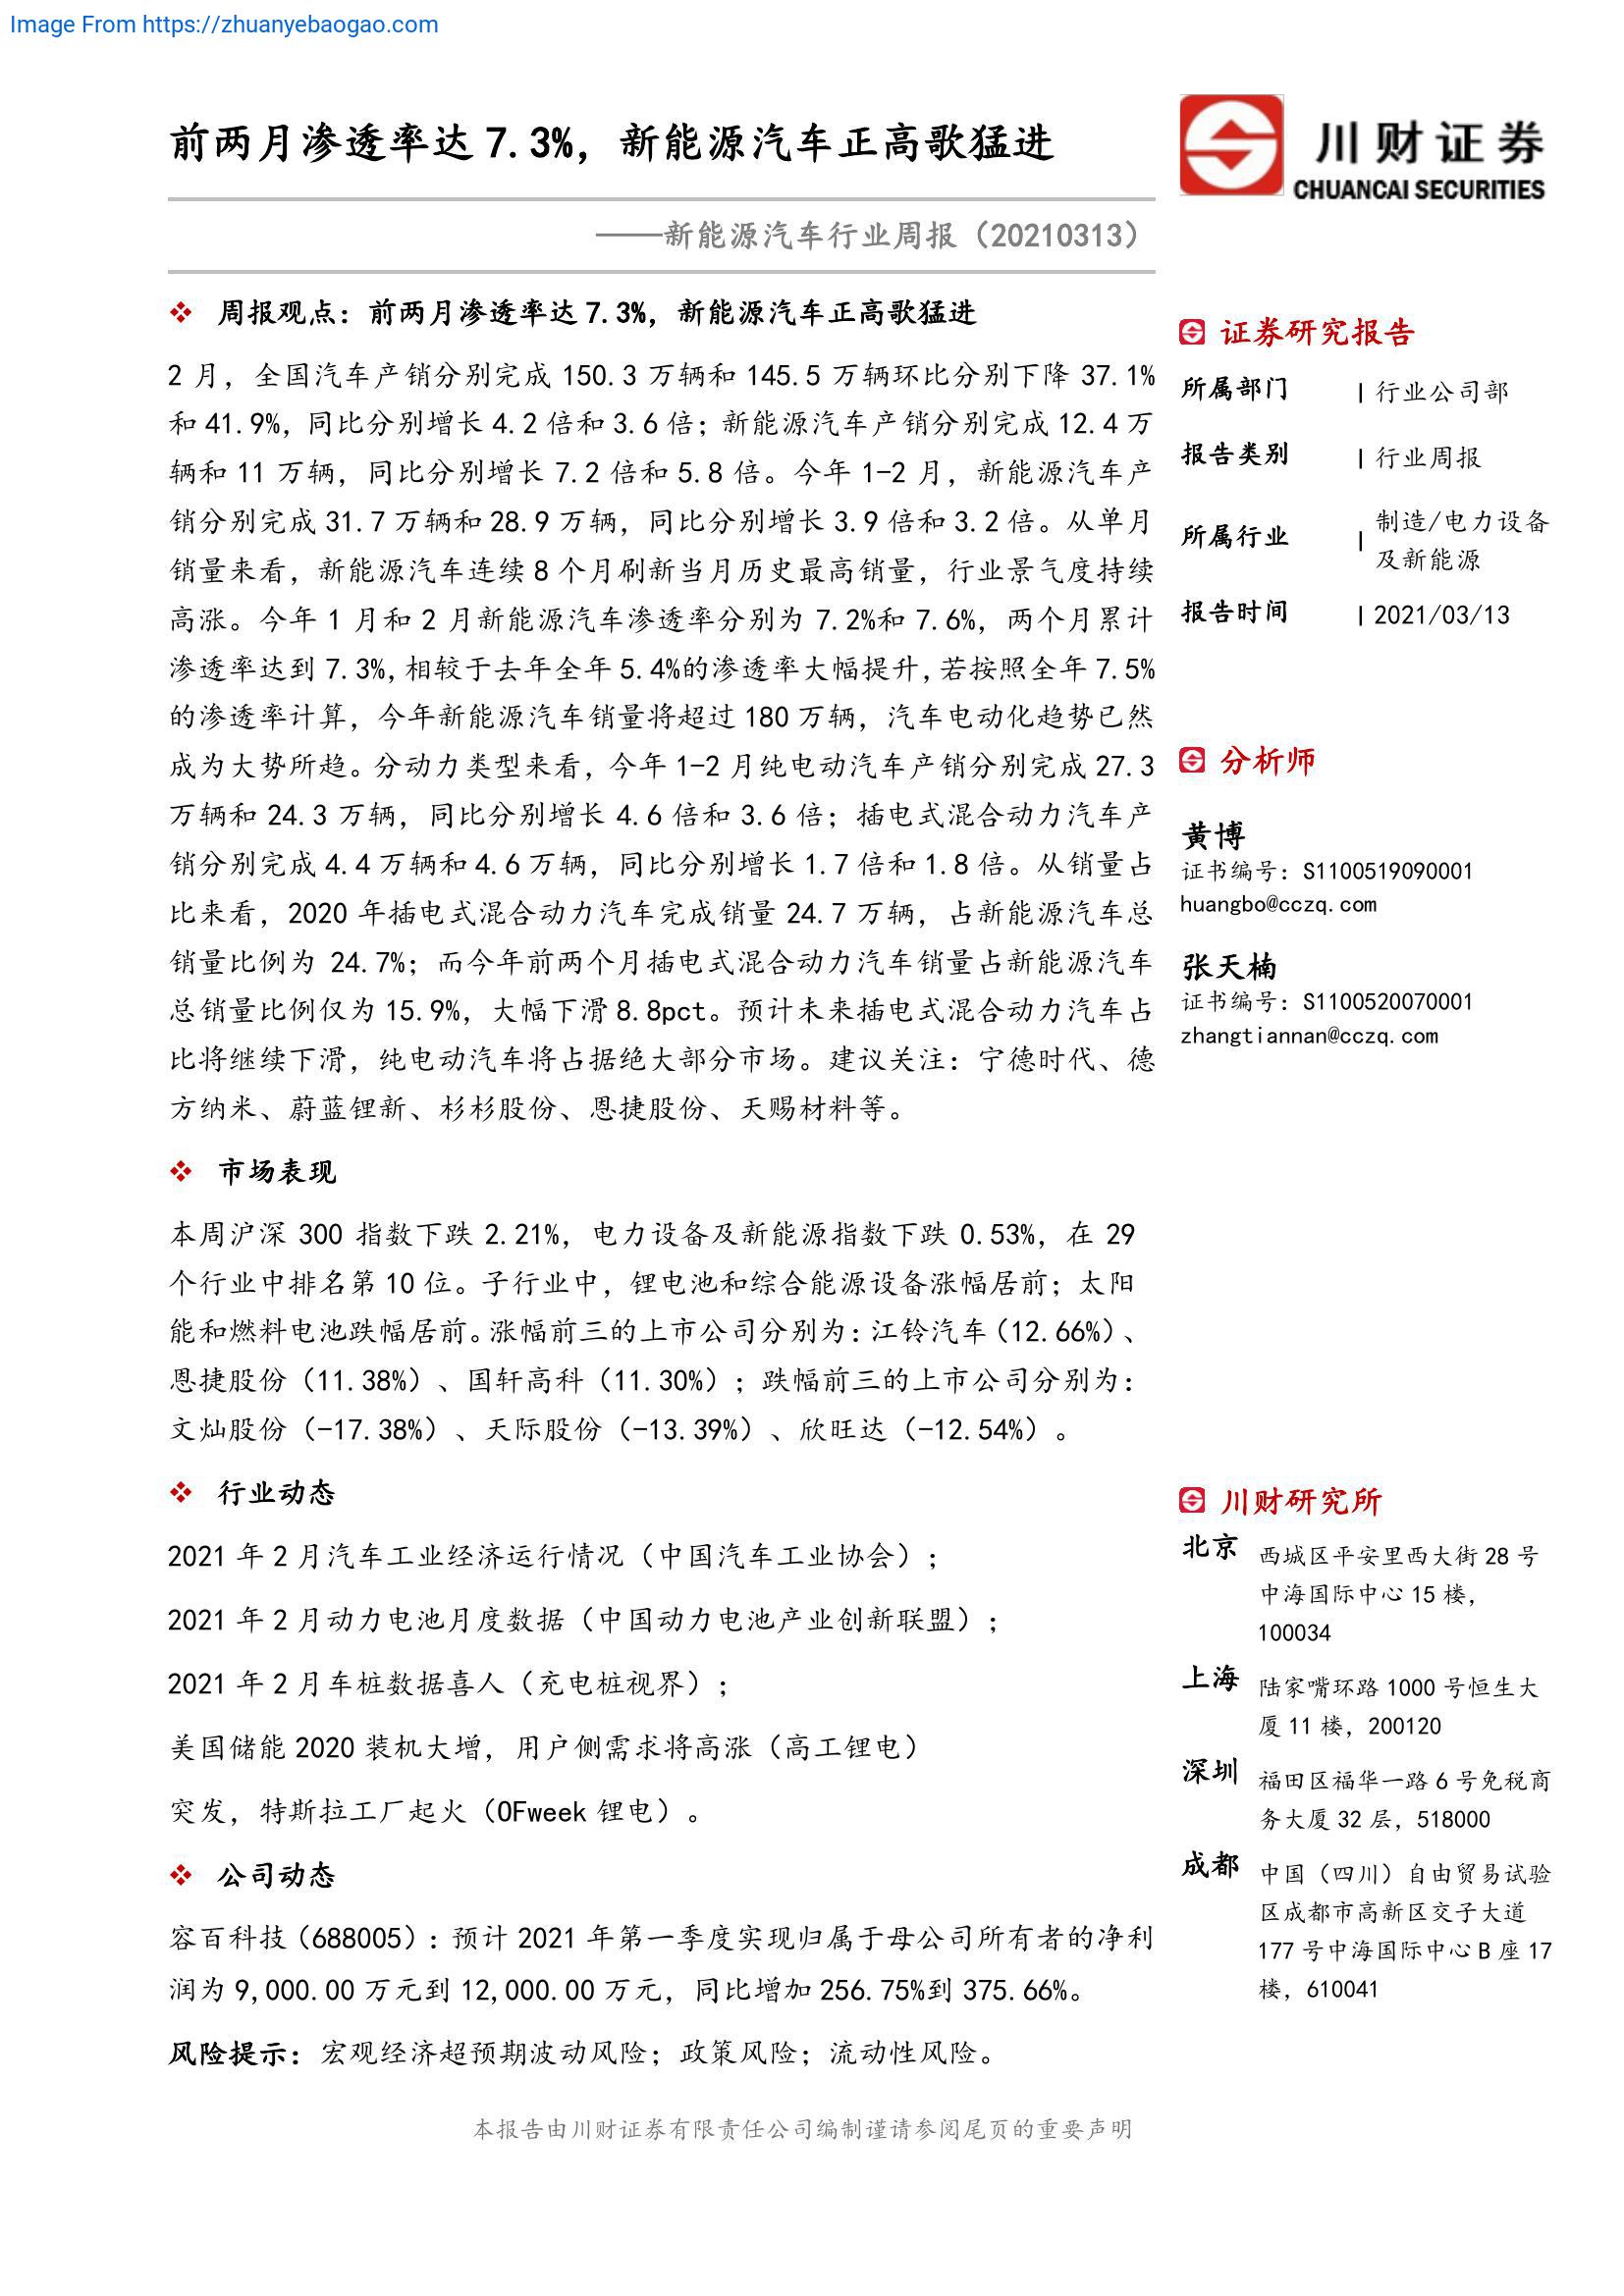 Image From https://zhuanyebaogao.com
前两月渗透率达 7.3%，新能源汽车正高歌猛进
川财证券
CHUANCAI SECURITIES
——新能源汽车行业周报（20210313）
❖ 周报观点：前两月渗透率达 7.3%，新能源汽车正高歌猛进
2 月，全国汽车产销分别完成 150.3 万辆和 145.5 万辆环比分别下降 37.1%
和 41.9%，同比分别增长 4.2 倍和 3.6 倍；新能源汽车产销分别完成 12.4 万
辆和 11 万辆，同比分别增长 7.2 倍和 5.8 倍。今年 1-2 月，新能源汽车产
销分别完成 31.7 万辆和 28.9 万辆，同比分别增长 3.9 倍和 3.2 倍。从单月
销量来看，新能源汽车连续 8 个月刷新当月历史最高销量，行业景气度持续
高涨。今年 1 月和 2 月新能源汽车渗透率分别为 7.2%和 7.6%，两个月累计
渗透率达到 7.3%，相较于去年全年 5.4%的渗透率大幅提升，若按照全年 7.5%
的渗透率计算，今年新能源汽车销量将超过 180 万辆，汽车电动化趋势已然
成为大势所趋。分动力类型来看，今年 1-2 月纯电动汽车产销分别完成 27.3
万辆和 24.3 万辆，同比分别增长 4.6 倍和 3.6 倍；插电式混合动力汽车产
销分别完成 4.4 万辆和 4.6 万辆，同比分别增长 1.7 倍和 1.8 倍。从销量占
比来看，2020 年插电式混合动力汽车完成销量 24.7 万辆，占新能源汽车总
销量比例为 24.7%；而今年前两个月插电式混合动力汽车销量占新能源汽车
总销量比例仅为 15.9%，大幅下滑 8.8pct。预计未来插电式混合动力汽车占
比将继续下滑，纯电动汽车将占据绝大部分市场。建议关注：宁德时代、德
方纳米、蔚蓝锂新、杉杉股份、恩捷股份、天赐材料等。
❖ 市场表现
本周沪深 300 指数下跌 2.21%，电力设备及新能源指数下跌 0.53%，在 29
个行业中排名第 10 位。子行业中，锂电池和综合能源设备涨幅居前；太阳
能和燃料电池跌幅居前。涨幅前三的上市公司分别为：江铃汽车（12.66%）、
恩捷股份（11.38%）、国轩高科（11.30%）；跌幅前三的上市公司分别为：
文灿股份（-17.38%）、天际股份（-13.39%）、欣旺达（-12.54%）。
❖ 行业动态
2021 年 2 月汽车工业经济运行情况（中国汽车工业协会）；
2021 年 2 月动力电池月度数据（中国动力电池产业创新联盟）；
2021 年 2 月车桩数据喜人（充电桩视界）；
美国储能 2020 装机大增，用户侧需求将高涨（高工锂电）
突发，特斯拉工厂起火（OFweek 锂电）。
❖ 公司动态
容百科技（688005）：预计 2021 年第一季度实现归属于母公司所有者的净利
润为 9,000.00 万元到 12,000.00 万元，同比增加 256.75%到 375.66%。
风险提示：宏观经济超预期波动风险；政策风险；流动性风险。
证券研究报告
所属部门 | 行业公司部
报告类别 | 行业周报
所属行业 | 制造/电力设备
及新能源
报告时间 | 2021/03/13
分析师
黄博
证书编号：S1100519090001
huangbo@cczq.com
张天楠
证书编号：S1100520070001
zhangtiannan@cczq.com
川财研究所
北京 西城区平安里西大街 28 号
中海国际中心 15 楼，
100034
上海 陆家嘴环路 1000 号恒生大
厦 11 楼，200120
深圳 福田区福华一路 6 号免税商
务大厦 32 层，518000
成都 中国（四川）自由贸易试验
区成都市高新区交子大道
177 号中海国际中心 B 座 17
楼，610041
本报告由川财证券有限责任公司编制谨请参阅尾页的重要声明